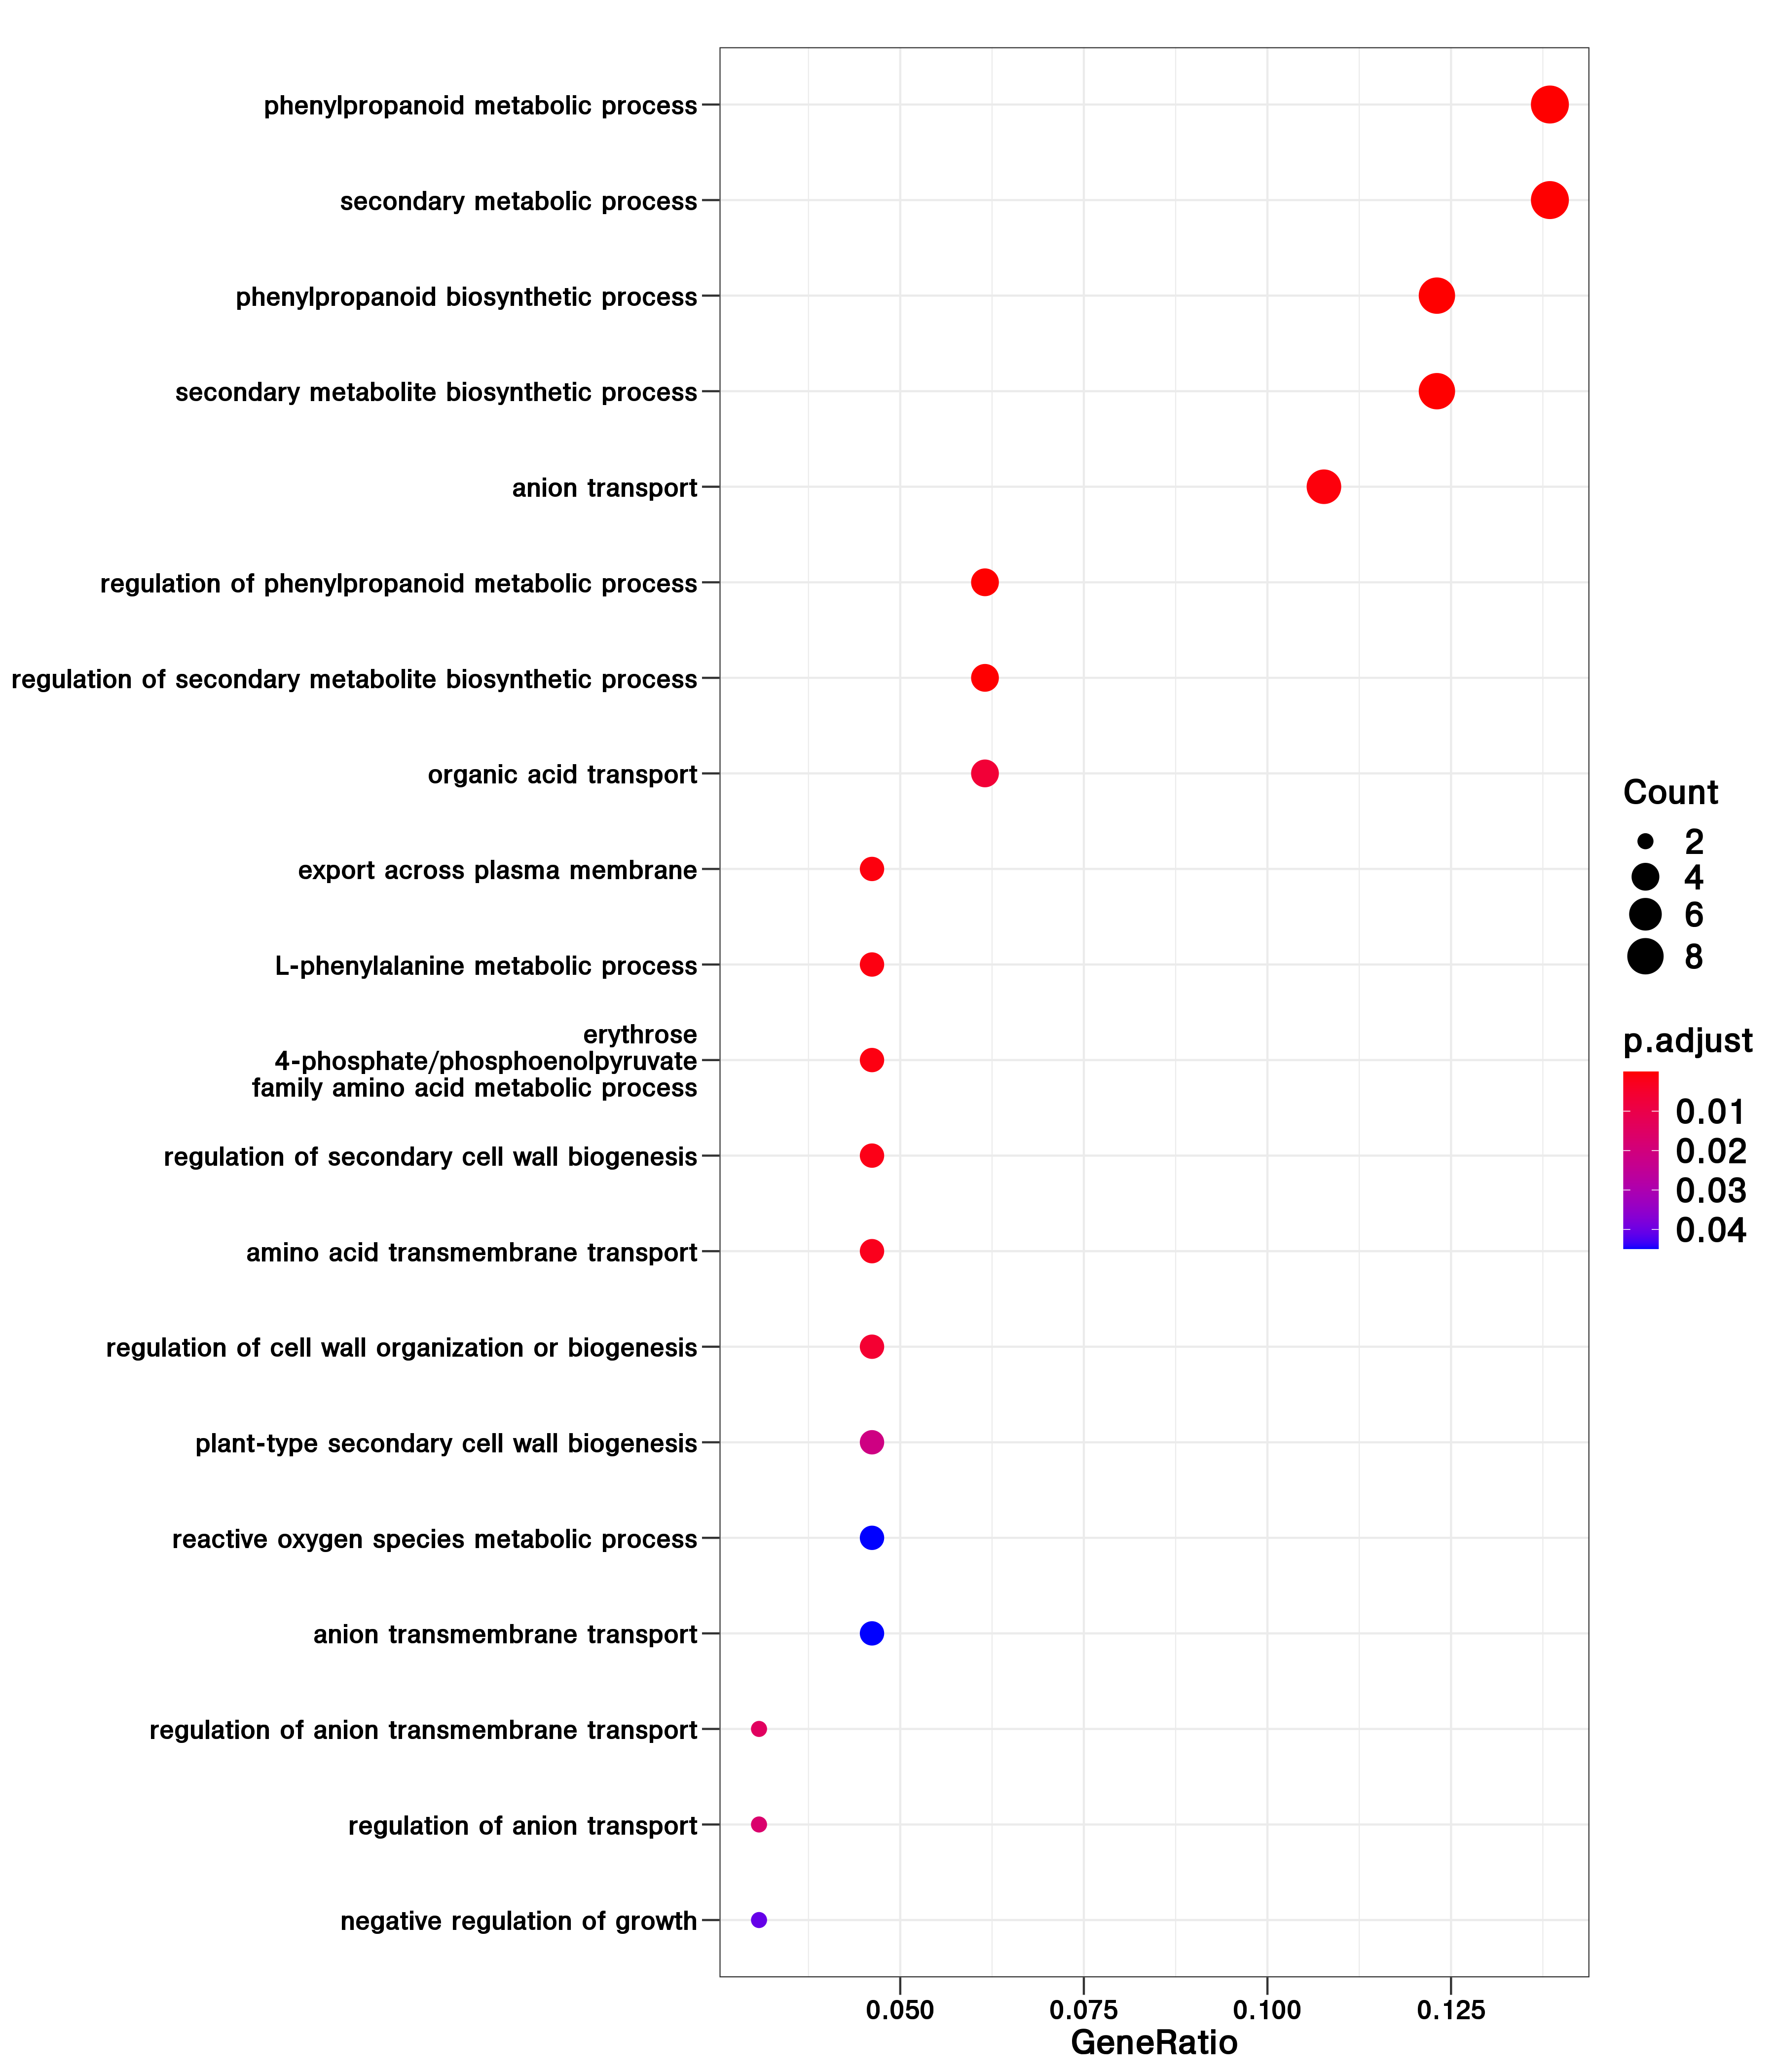 phenylpropanoid metabolic process
secondary metabolic process
phenylpropanoid biosynthetic process
secondary metabolite biosynthetic process
anion transport
regulation of phenylpropanoid metabolic process
regulation of secondary metabolite biosynthetic process
organic acid transport
export across plasma membrane
L-phenylalanine metabolic process
erythrose
4-phosphate/phosphoenolpyruvate
family amino acid metabolic process
regulation of secondary cell wall biogenesis
amino acid transmembrane transport
regulation of cell wall organization or biogenesis
plant-type secondary cell wall biogenesis
reactive oxygen species metabolic process
anion transmembrane transport
regulation of anion transmembrane transport
regulation of anion transport
negative regulation of growth
0.050 0.075 0.100 0.125
GeneRatio
Count
2
4
6
8
p.adjust
0.01
0.02
0.03
0.04